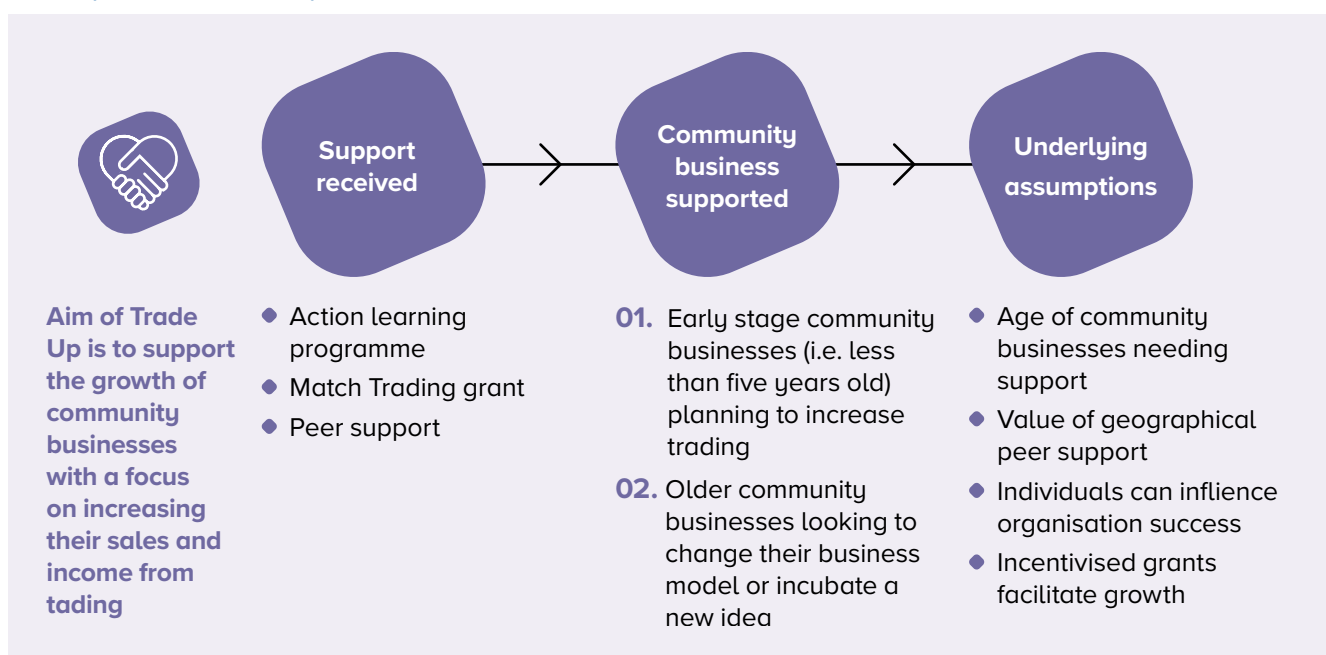 Support
received
Community
business
supported
Underlying
assumptions
Aim of Trade
Up is to support
the growth of
community
businesses
with a focus
on increasing
their sales and
income from
tading
Action learning
programme
Match Trading grant
Peer support
01. Early stage community
businesses (i.e. less
than five years old)
planning to increase
trading
02. Older community
businesses looking to
change their business
model or incubate a
new idea
Age of community
businesses needing
support
Value of geographical
peer support
Individuals can inflience
organisation success
Incentivised grants
facilitate growth